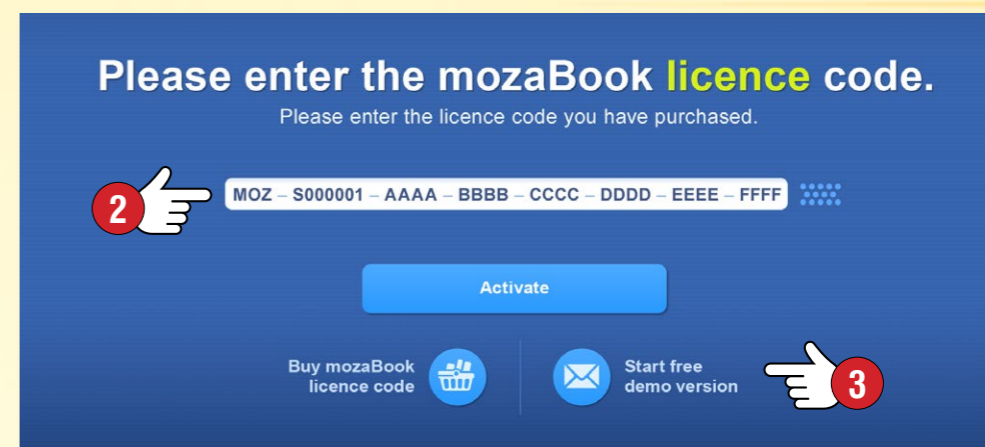 Please enter the mozaBook licence code.
Please enter the licence code you have purchased.
2
MOZ – S000001 – AAAA – BBBB – CCCC – DDDD – EEEE – FFFF
Activate
Buy mozaBook
licence code
Start free
demo version
3